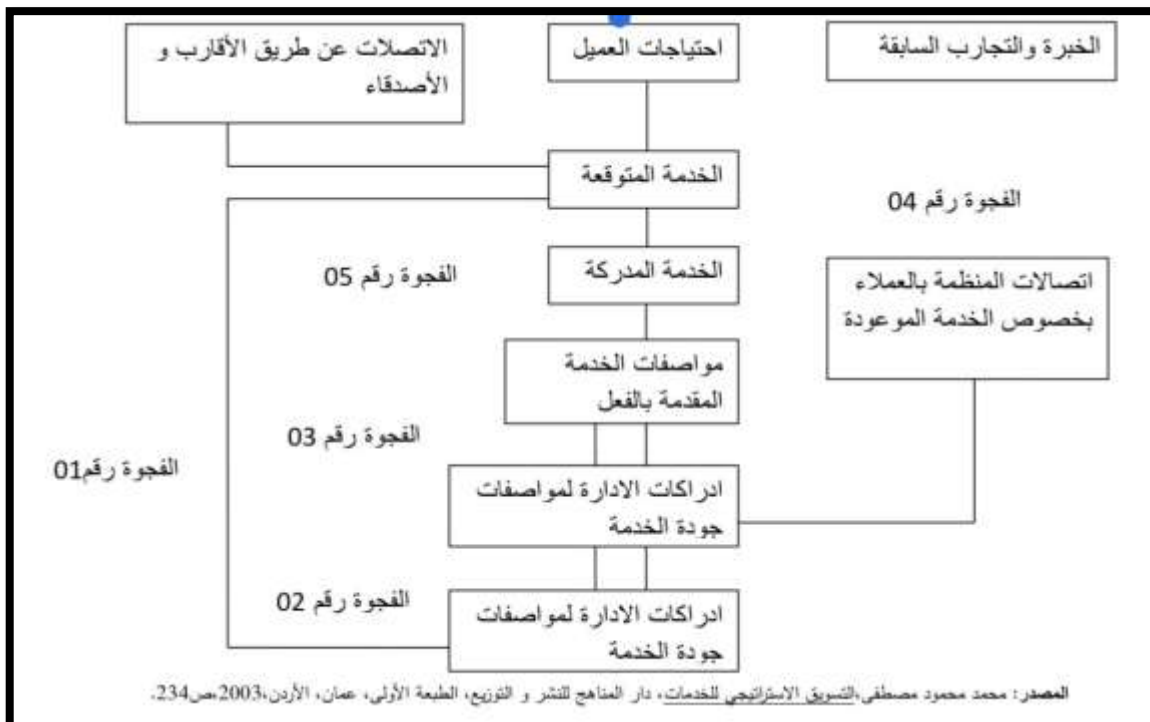 الخبرة والتجارب السابقة
احتياجات العميل
الاتصلات عن طريق الأقارب و
الأصدقاء
الخدمة المتوقعة
الفجوة رقم 04
الخدمة المدركة
الفجوة رقم 05
اتصالات المنظمة بالعملاء
بخصوص الخدمة الموعودة
مواصفات الخدمة
المقدمة بالفعل
الفجوة رقم 03
الفجوة رقم01
ادراكات الادارة لمواصفات
جودة الخدمة
الفجوة رقم 02
ادراكات الادارة لمواصفات
جودة الخدمة
المصدر: محمد محمود مصطفى،التسويق الاستراتيجي للخدمات، دار المناهج للنشر و التوزيع، الطبعة الأولى، عمان، الأردن،2003،ص234.